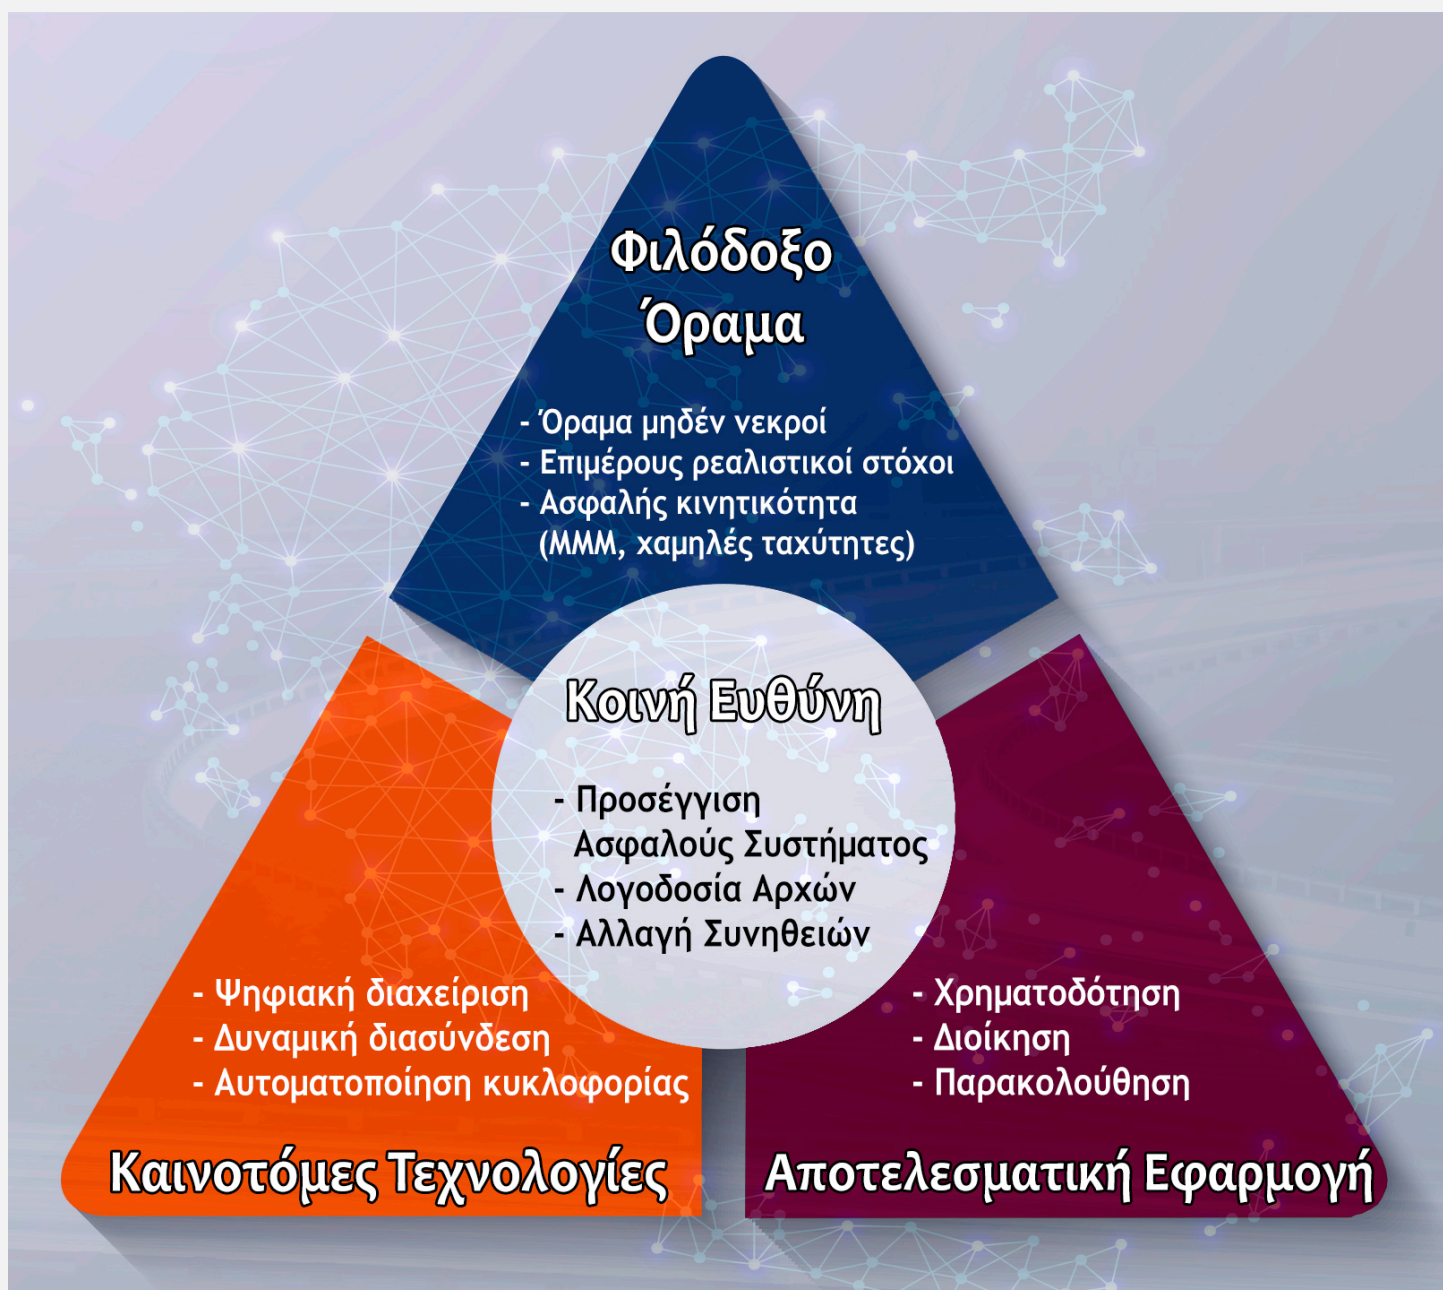 Φιλόδοξο
Όραμα
- Όραμα μηδέν νεκροί
- Επιμέρους ρεαλιστικοί στόχοι
- Ασφαλής κινητικότητα
(ΜΜΜ, χαμηλές ταχύτητες)
Κοινή Ευθύνη
- Προσέγγιση
Ασφαλούς Συστήματος
- Λογοδοσία Αρχών
- Αλλαγή Συνηθειών
- Ψηφιακή διαχείριση
- Δυναμική διασύνδεση
- Αυτοματοποίηση κυκλοφορίας
Καινοτόμες Τεχνολογίες
- Χρηματοδότηση
- Διοίκηση
- Παρακολούθηση
Αποτελεσματική Εφαρμογή